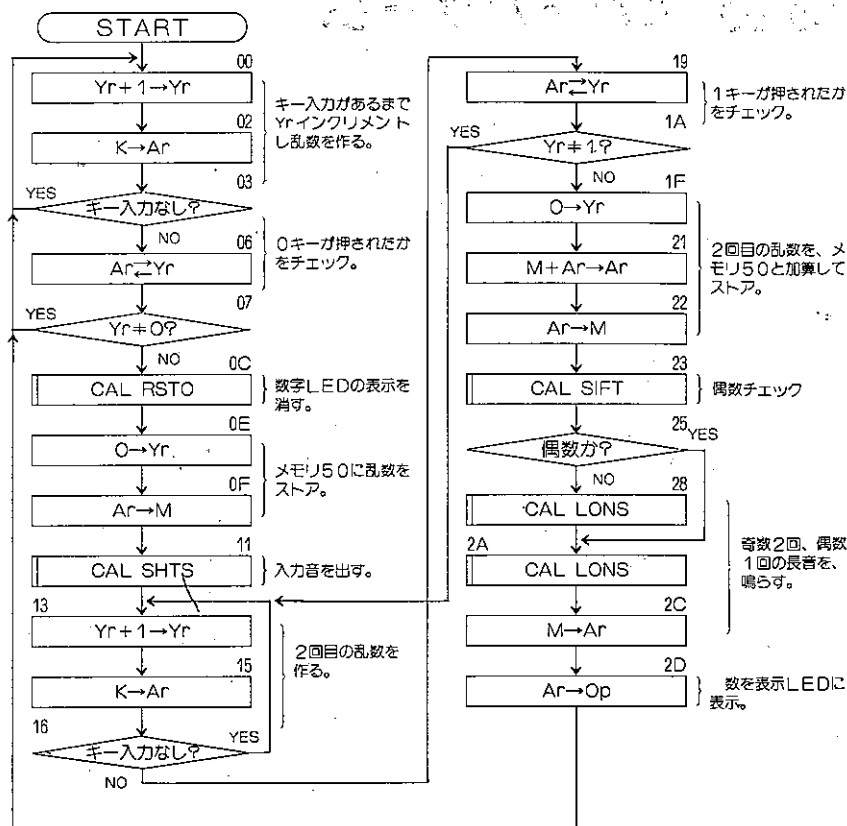 START
00
Yr+1→Yr
02
K→Ar
キー入力があるまで
Yrインクリメント
し乱数を作る。
03
YES
キー入力なし?
NO
06
Ar⇄Yr
0キーが押されたか
をチェック。
07
YES
Yr≠0?
NO
0C
CAL RSTO
数字LEDの表示を
消す。
0E
0→Yr
0F
Ar→M
メモリ50に乱数を
ストア。
11
CAL SHTS
入力音を出す。
13
Yr+1→Yr
15
K→Ar
2回目の乱数を
作る。
16
キー入力なし?
YES
NO
19
Ar⇄Yr
1キーが押されたか
をチェック。
1A
YES
Yr≠1?
NO
1F
0→Yr
21
M+Ar→Ar
22
Ar→M
2回目の乱数を、メ
モリ50と加算して
ストア。
23
CAL SIFT
偶数チェック
25
YES
偶数か?
NO
28
CAL LONS
2A
CAL LONS
奇数2回、偶数
1回の長音を、
鳴らす。
2C
M→Ar
2D
Ar→Op
数を表示LEDに
表示。